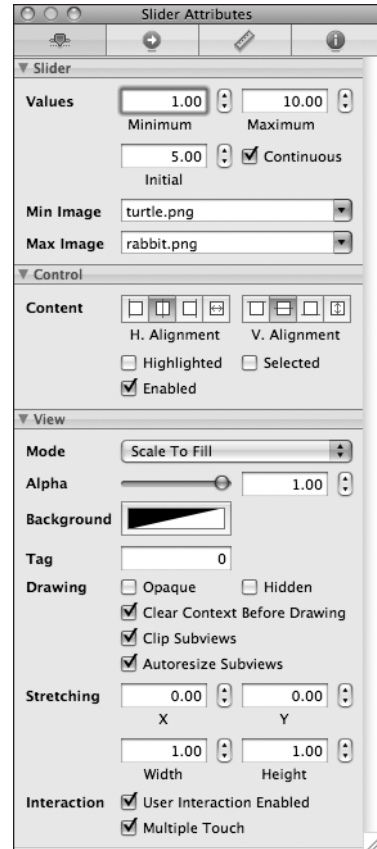 Slider Attributes
Slider
Values 1.00 10.00
Minimum Maximum
5.00 Continuous
Initial
Min Image turtle.png
Max Image rabbit.png
Control
Content
H. Alignment V. Alignment
Highlighted Selected
Enabled
View
Mode Scale To Fill
Alpha 1.00
Background
Tag 0
Drawing Opaque Hidden
Clear Context Before Drawing
Clip Subviews
Autoresize Subviews
Stretching 0.00 0.00
X Y
1.00 1.00
Width Height
Interaction User Interaction Enabled
Multiple Touch